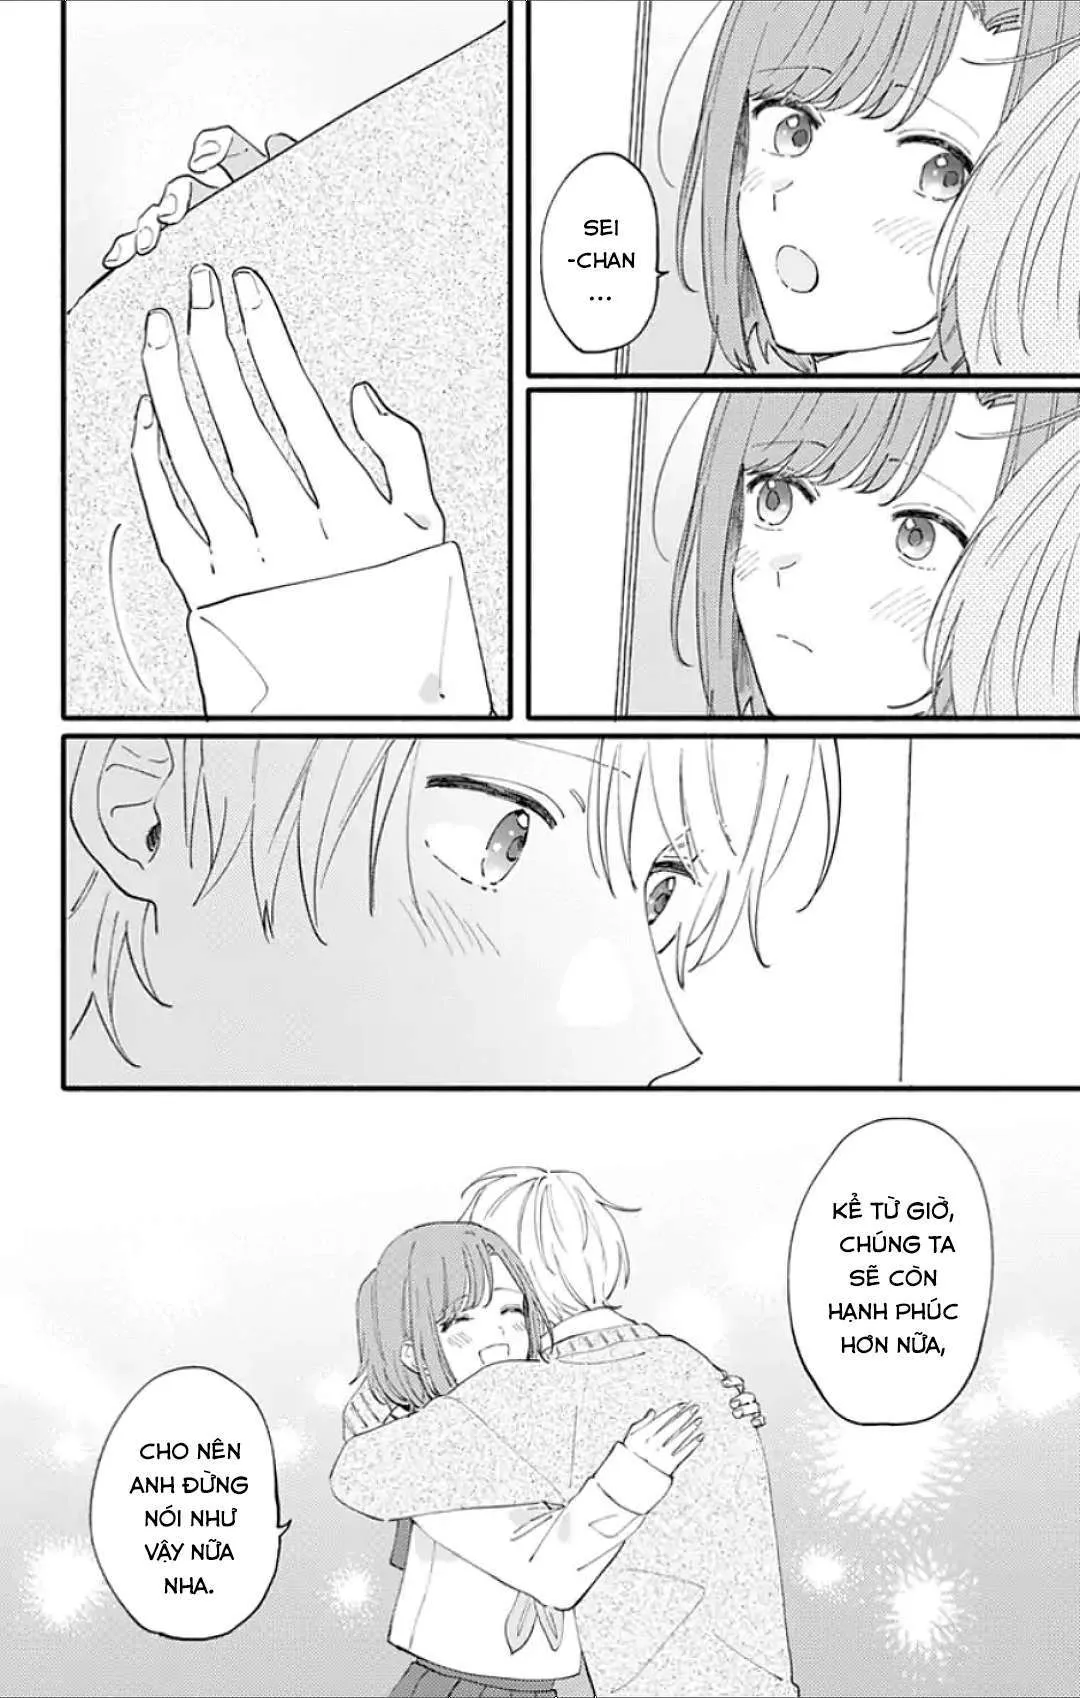 SEI
-CHAN
...
KỂ TỪ GIỜ,
CHÚNG TA
SẼ CÒN
HẠNH PHÚC
HƠN NỮA,
CHO NÊN
ANH ĐỪNG
NÓI NHƯ
VẬY NỮA
NHA.